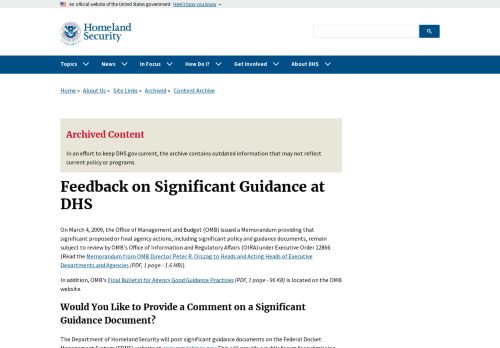 An official website of the United States government Here's how you know
Homeland
Security
Topics News In Focus How Do I? Get Involved About DHS
Home » About Us » Site Links » Archived » Content Archive
Archived Content
In an effort to keep DHS.gov current, the archive contains outdated information that may not reflect
current policy or programs.
Feedback on Significant Guidance at
DHS
On March 4, 2009, the Office of Management and Budget (OMB) issued a Memorandum providing that
significant proposed or final agency actions, including significant policy and guidance documents, remain
subject to review by OMB's Office of Information and Regulatory Affairs (OIRA) under Executive Order 12866
(Read the Memorandum from OMB Director Peter R. Orszag to Heads and Acting Heads of Executive
Departments and Agencies (PDF, 1 page - 1.6 MB)).
In addition, OMB's Final Bulletin for Agency Good Guidance Practices (PDF, 1 page - 96 KB) is located on the OMB
website.
Would You Like to Provide a Comment on a Significant
Guidance Document?
The Department of Homeland Security will post significant guidance documents on the Federal Docket